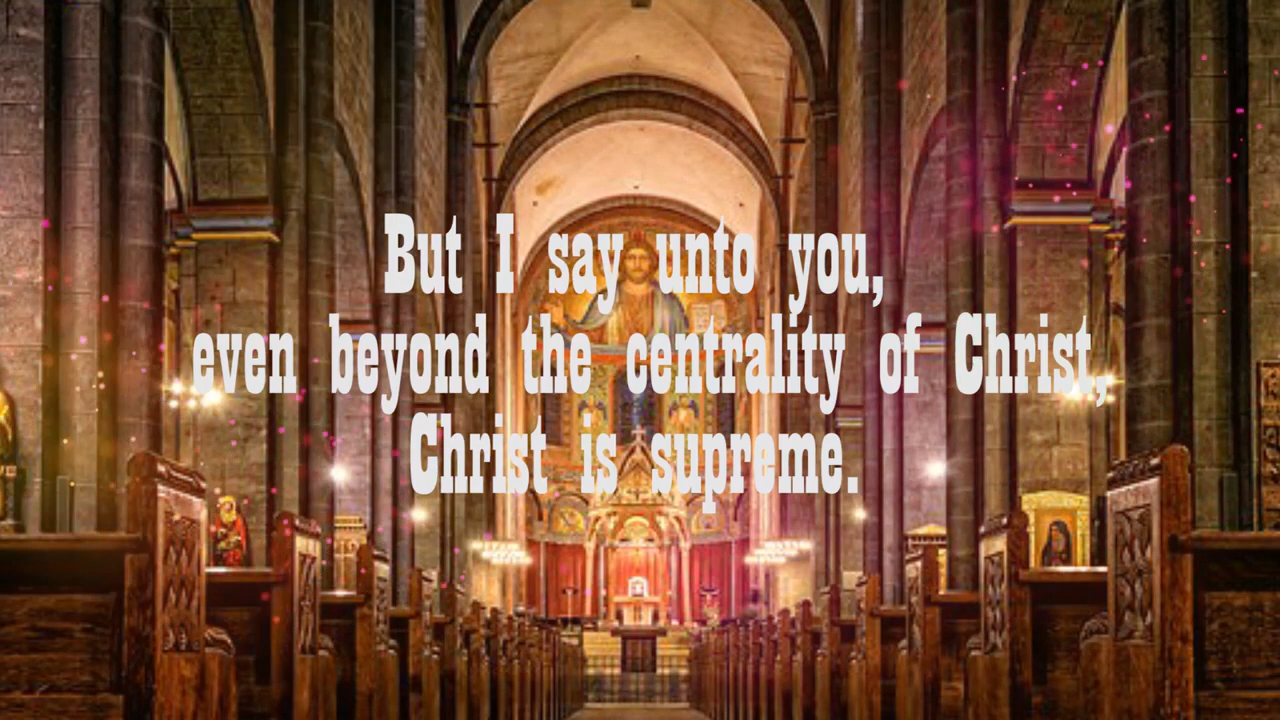 But I say unto you,
even beyond the centrality of Christ,
Christ is supreme.